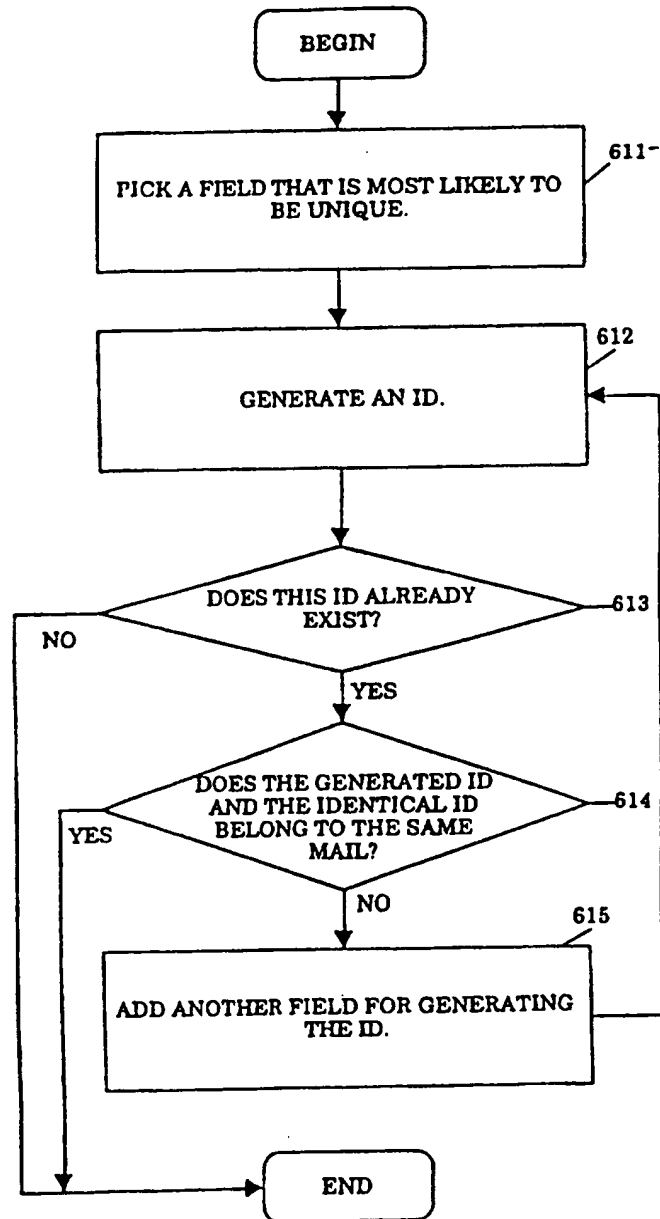 BEGIN
611
PICK A FIELD THAT IS MOST LIKELY TO
BE UNIQUE.
612
GENERATE AN ID.
DOES THIS ID ALREADY
EXIST?
613
NO
YES
DOES THE GENERATED ID
AND THE IDENTICAL ID
BELONG TO THE SAME
MAIL?
614
YES
NO
615
ADD ANOTHER FIELD FOR GENERATING
THE ID.
END